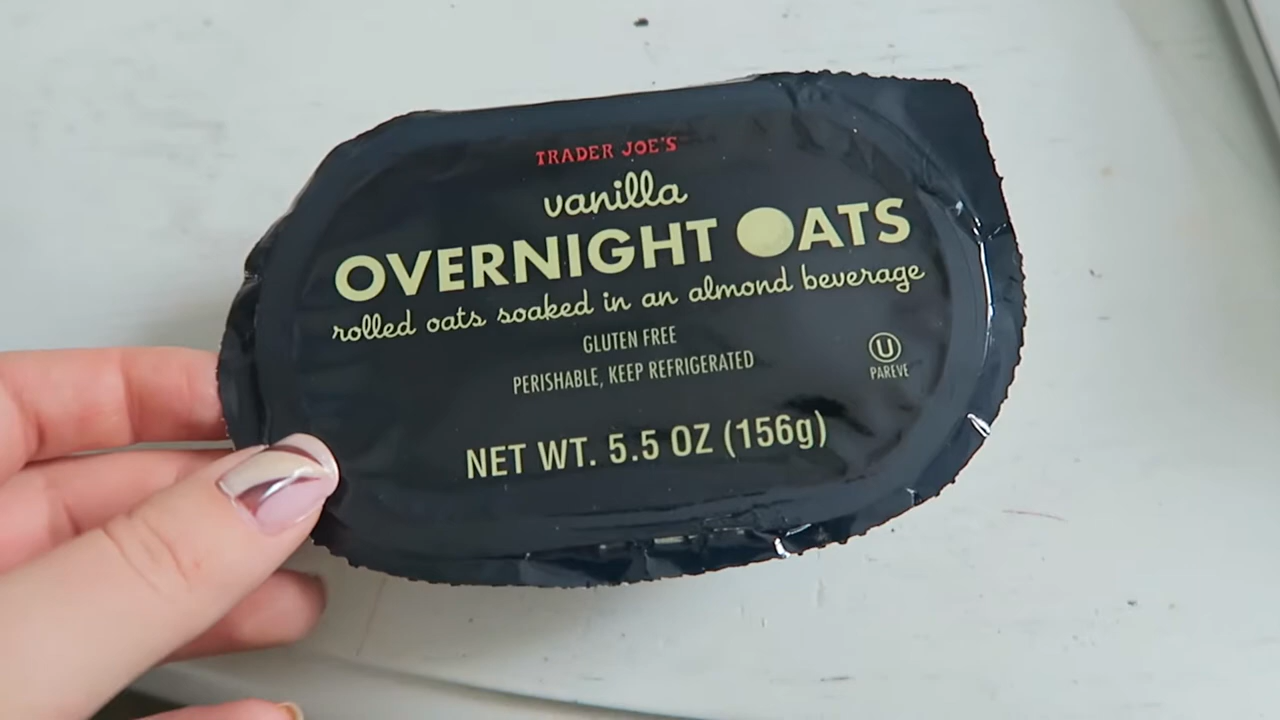 TRADER JOE'S
vanilla
OVERNIGHT OATS
rolled oats soaked in an almond beverage
GLUTEN FREE
PERISHABLE, KEEP REFRIGERATED
U
PAREVE
NET WT. 5.5 OZ (156g)